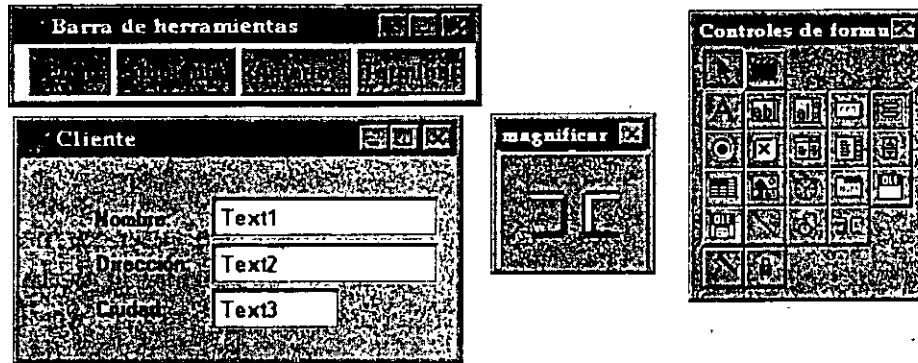 Barra de herramientas
Controles de formu
Cliente
magnificar
Nombre: Text1
Dirección: Text2
Ciudad: Text3